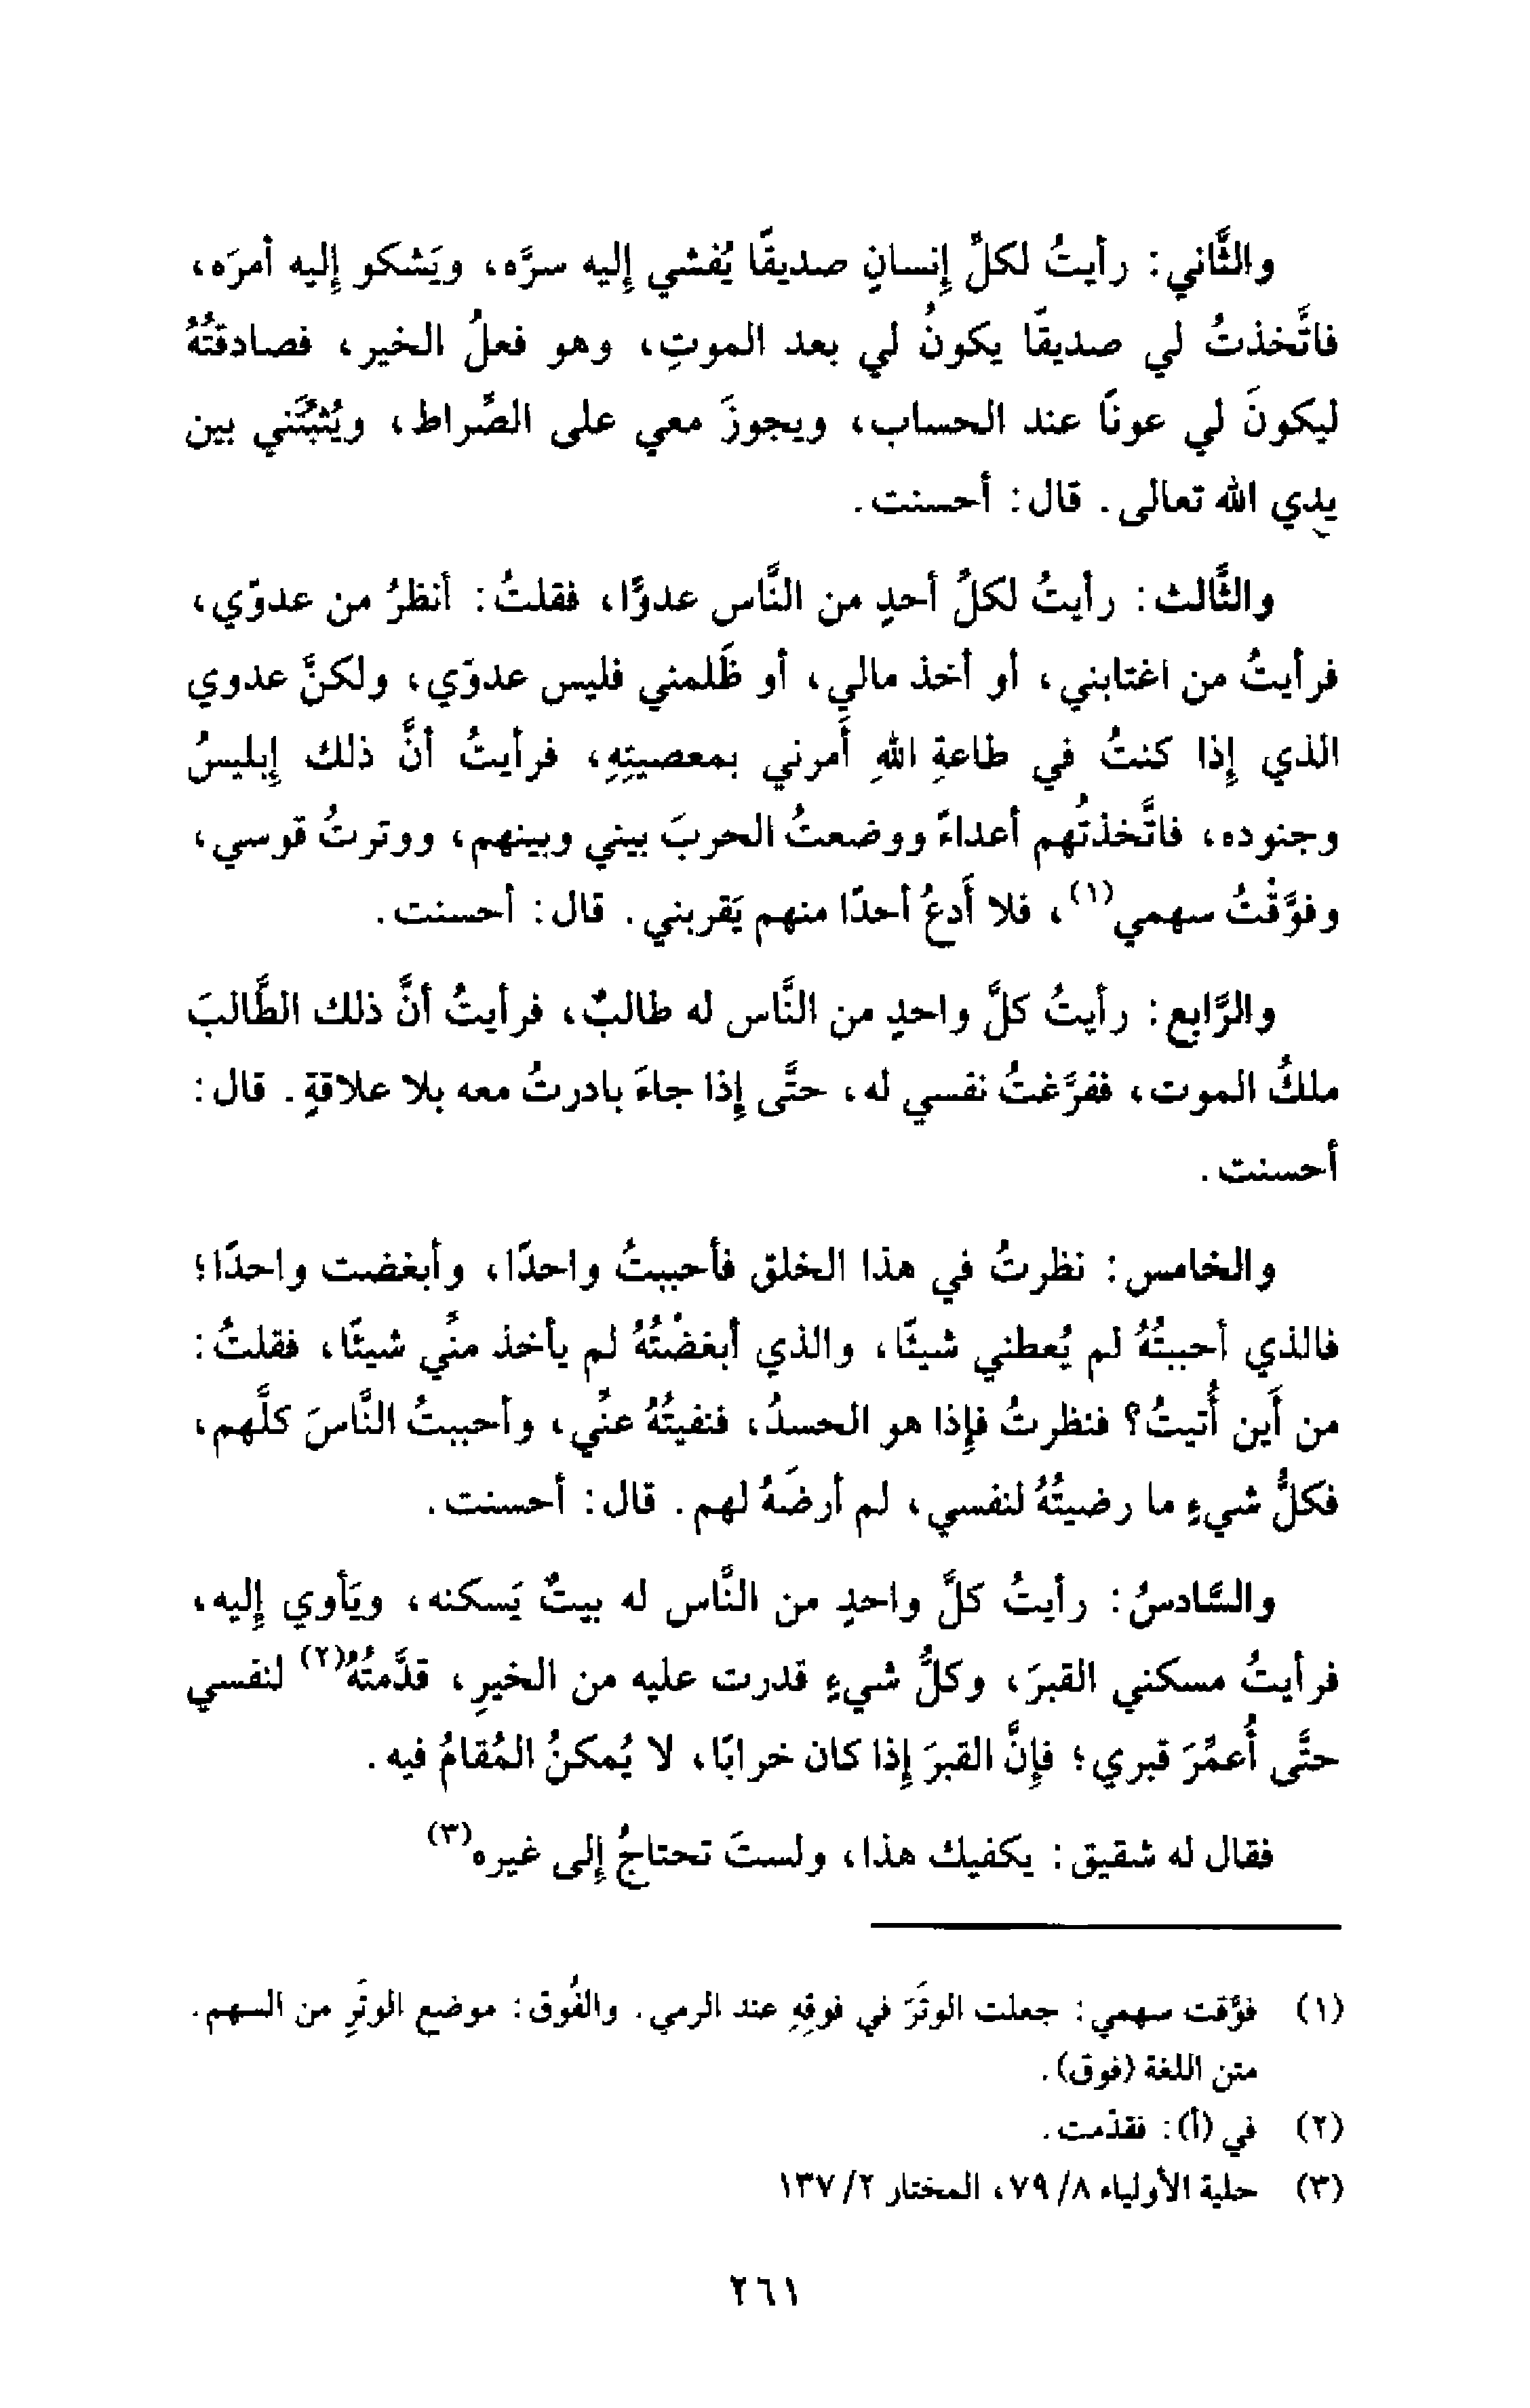 والثَّاني: رأيتُ لكلِّ إنسانٍ صديقًا يُفشي إليه سرَّه، ويَشكو إليه أمرَه،
فاتَّخذتُ لي صديقًا يكونُ لي بعد الموتِ، وهو فعلُ الخير، فصادقتُهُ
ليكونَ لي عونًا عند الحساب، ويجوزَ معي على الصِّراط، ويُثبِّتَني بين
يدي الله تعالى. قال: أحسنت.
والثَّالث: رأيتُ لكلِّ أحدٍ من النَّاس عدوًّا، فقلتُ: أنظرُ من عدوّي،
فرأيتُ من اغتابني، أو أخذ مالي، أو ظَلمني فليس عدوّي، ولكنَّ عدوي
الذي إذا كنتُ في طاعةِ اللهِ أَمرني بمعصيتِهِ، فرأيتُ أنَّ ذلك إبليسُ
وجنوده، فاتَّخذتُهم أعداءً ووضعتُ الحربَ بيني وبينهم، ووترتُ قوسي،
وفوَّقْتُ سهمي(١)، فلا أَدعُ أحدًا منهم يَقربني. قال: أحسنت.
والرَّابع: رأيتُ كلَّ واحدٍ من النَّاس له طالبٌ، فرأيتُ أنَّ ذلك الطَّالبَ
ملكُ الموت، ففرَّغتُ نفسي له، حتَّى إذا جاءَ بادرتُ معه بلا علاقةٍ. قال:
أحسنت.
والخامس: نظرتُ في هذا الخلق فأحببتُ واحدًا، وأبغضت واحدًا؛
فالذي أحببتُهُ لم يُعطني شيئًا، والذي أبغضْتُهُ لم يأخذ منِّي شيئًا، فقلتُ:
من أَين أُتيتُ؟ فنظرتُ فإذا هو الحسدُ، فنفيتُهُ عنِّي، وأحببتُ النَّاسَ كلَّهم،
فكلُّ شيءٍ ما رضيتُهُ لنفسي، لم أرضَهُ لهم. قال: أحسنت.
والسَّادسُ: رأيتُ كلَّ واحدٍ من النَّاس له بيتٌ يَسكنه، ويَأوي إليه،
فرأيتُ مسكني القبرَ، وكلُّ شيءٍ قدرت عليه من الخيرِ، قدَّمتُهُ(٢) لنفسي
حتَّى أُعمِّرَ قبري؛ فإنَّ القبرَ إذا كان خرابًا، لا يُمكنُ المُقامُ فيه.
فقال له شقيق: يكفيك هذا، ولستَ تحتاجُ إلى غيره(٣)
(١) فوّقت سهمي: جعلت الوتَرَ في فوقِهِ عند الرمي. والفُوق: موضع الوتَرِ من السهم.
متن اللغة (فوق).
(٢) في (أ): فقدّمت.
(٣) حلية الأولياء ٨/ ٧٩، المختار ٢/ ١٣٧
٢٦١